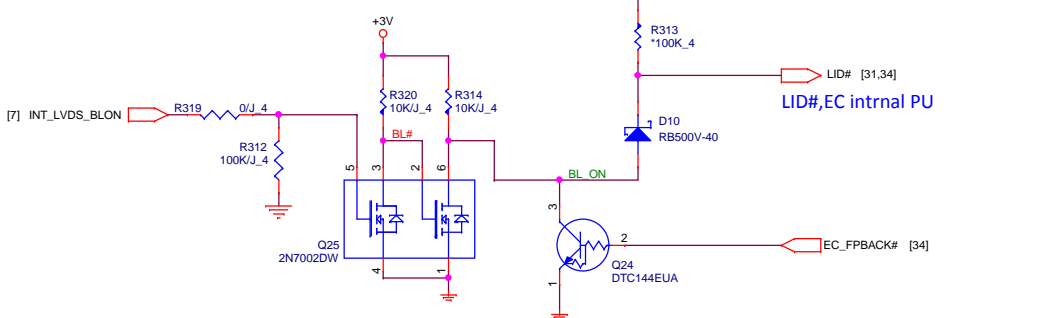 +3V
R313
*100K_4
LID# [31,34]
LID#,EC intrnal PU
R320
10K/J_4
R314
10K/J_4
[7] INT_LVDS_BLON
R319
0/J_4
D10
RB500V-40
BL#
R312
100K/J_4
5
3
2
6
BL_ON
3
Q25
2N7002DW
2
EC_FPBACK# [34]
4
1
Q24
DTC144EUA
1